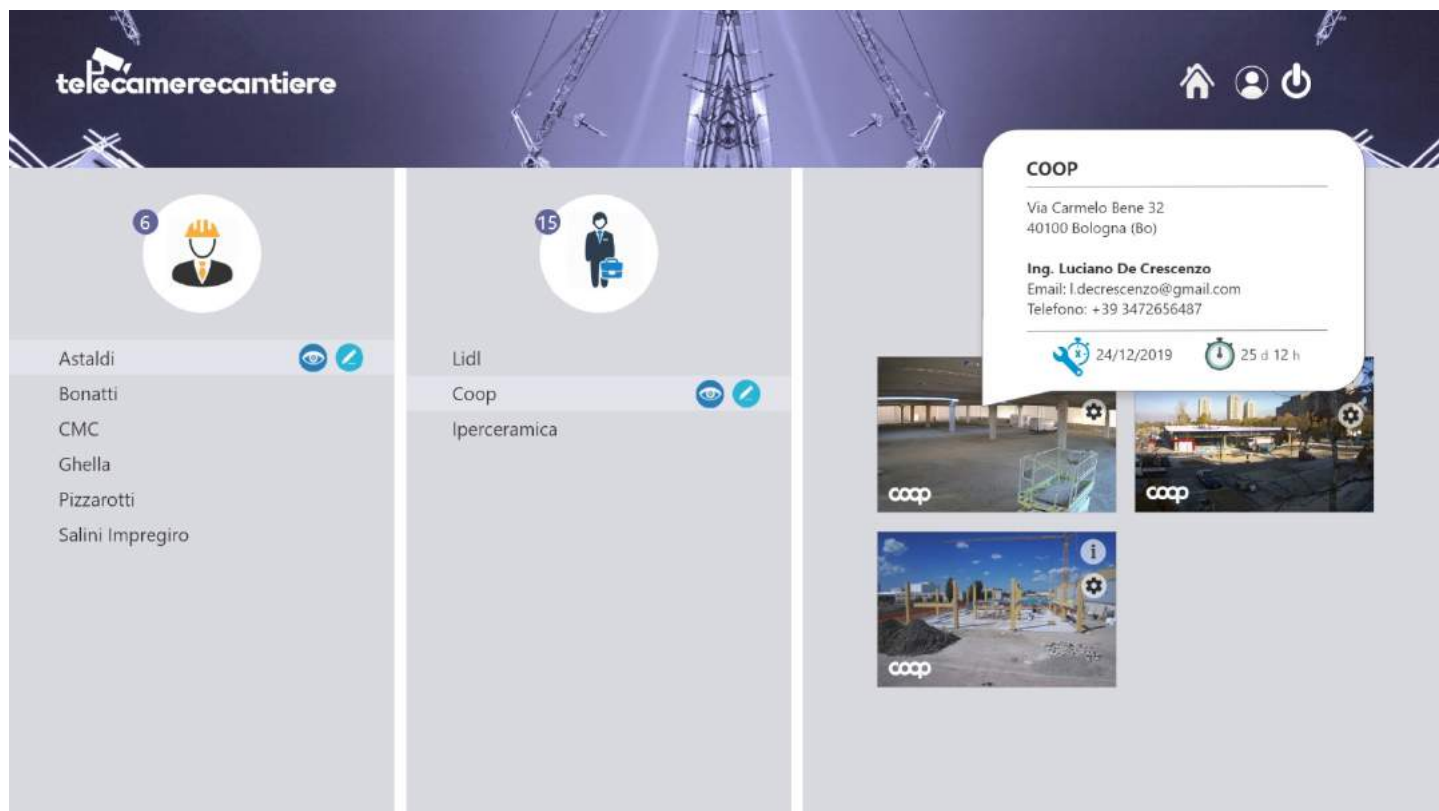 telecamerecantiere
6
Astaldi
Bonatti
CMC
Ghella
Pizzarotti
Salini Impregiro
15
Lidl
Coop
Iperceramica
COOP
Via Carmelo Bene 32
40100 Bologna (Bo)
Ing. Luciano De Crescenzo
Email: l.decrescenzo@gmail.com
Telefono: +39 3472656487
24/12/2019
25 d 12 h
coop
coop
i
coop